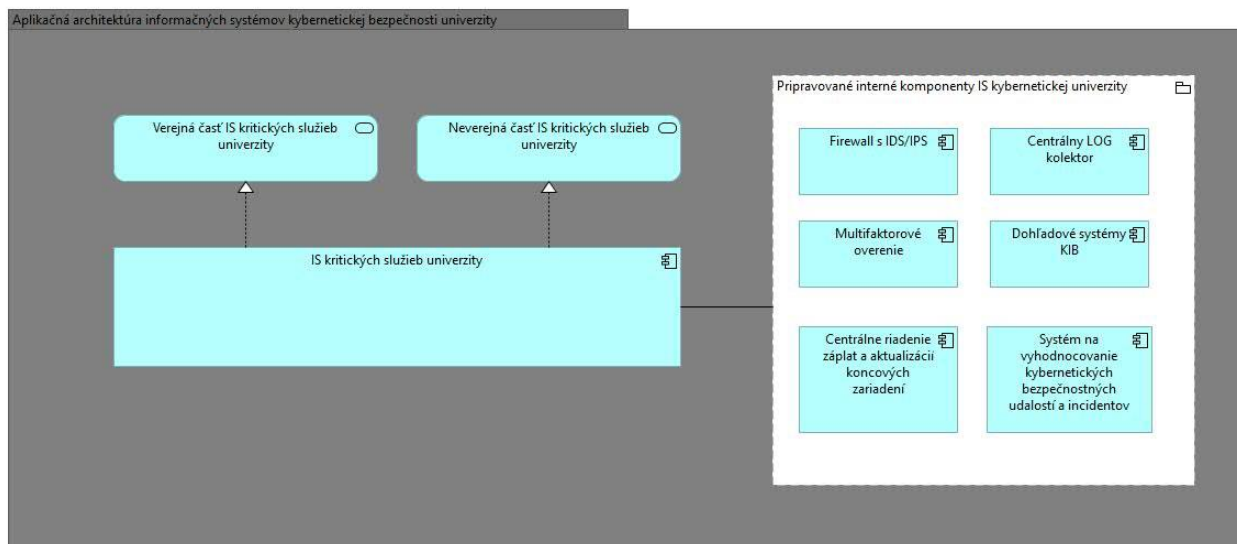 Aplikačná architektúra informačných systémov kybernetickej bezpečnosti univerzity
Verejná časť IS kritických služieb
univerzity
Neverejná časť IS kritických služieb
univerzity
IS kritických služieb univerzity
Pripravované interné komponenty IS kybernetickej univerzity
Firewall s IDS/IPS
Centrálny LOG
kolektor
Multifaktorové
overenie
Dohľadové systémy
KIB
Centrálne riadenie
záplat a aktualizácií
koncových
zariadení
Systém na
vyhodnocovanie
kybernetických
bezpečnostných
udalostí a incidentov